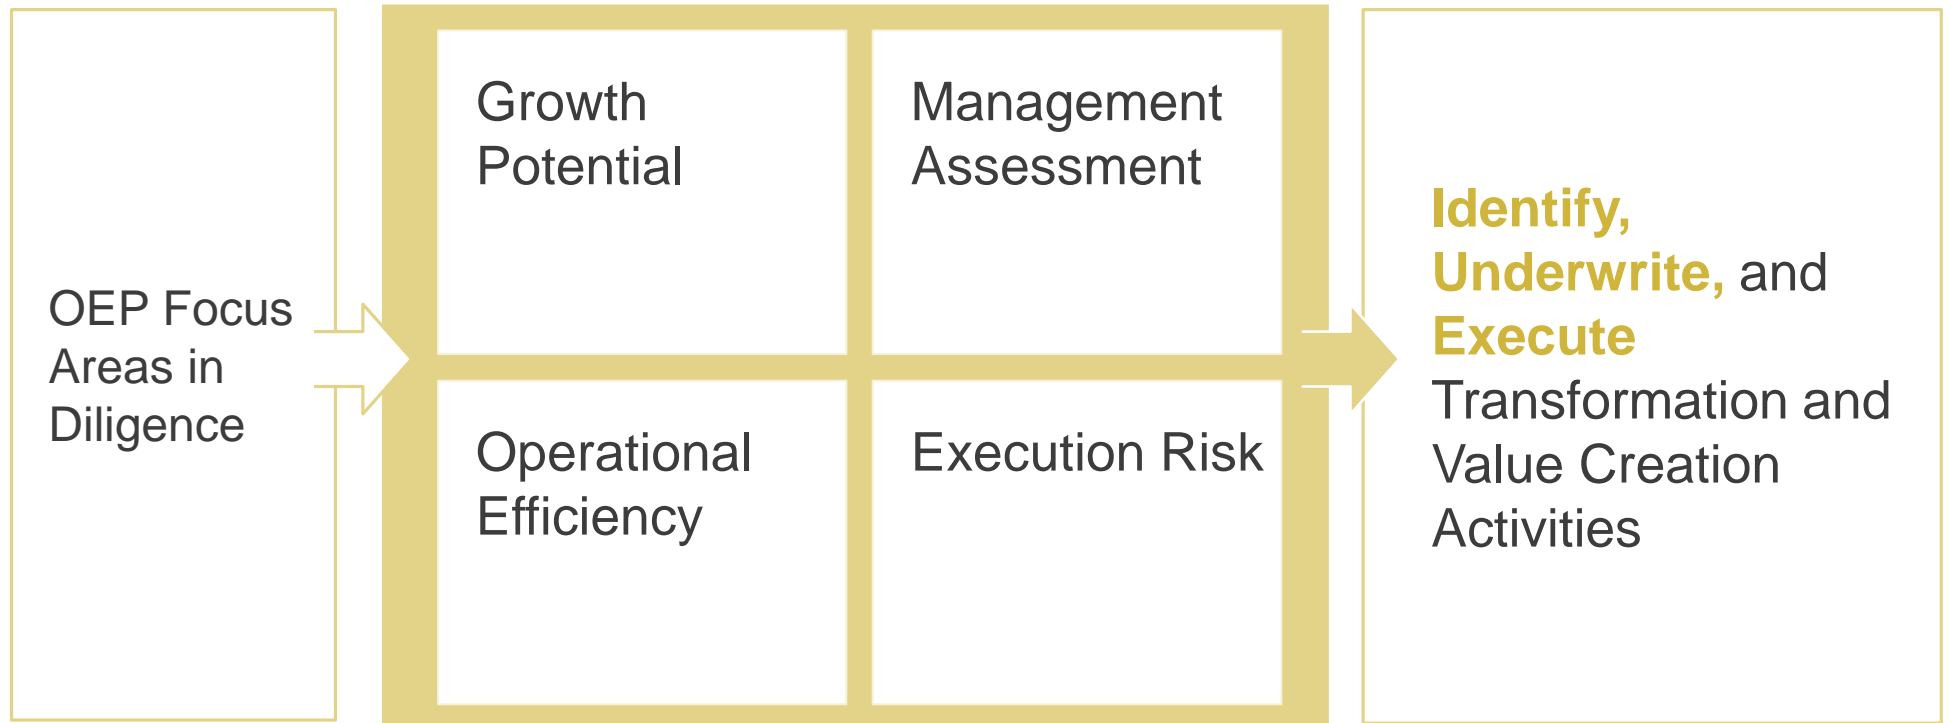 OEP Focus
Areas in
Diligence
Growth
Potential
Management
Assessment
Operational
Efficiency
Execution Risk
Identify,
Underwrite, and
Execute
Transformation and
Value Creation
Activities